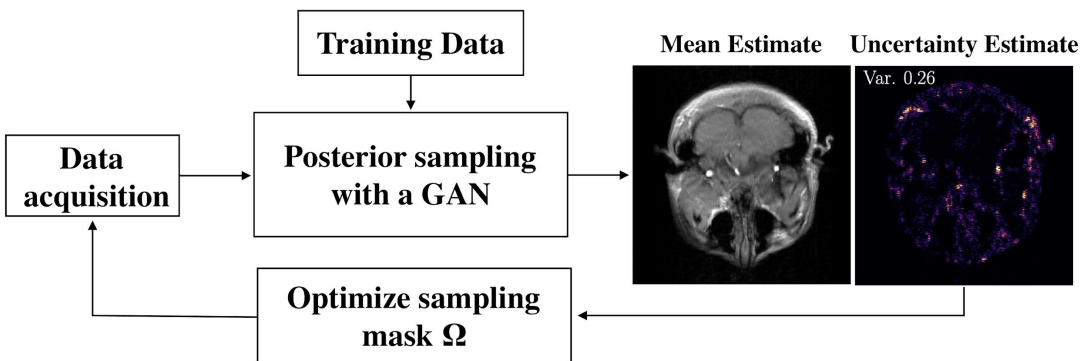 Training Data
Mean Estimate
Uncertainty Estimate
Var. 0.26
Data
acquisition
Posterior sampling
with a GAN
Optimize sampling
mask Ω